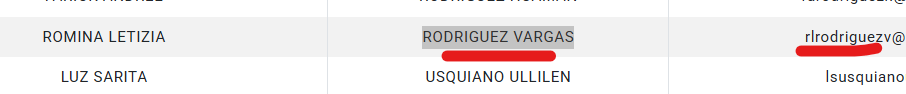 ROMINA LETIZIA RODRIGUEZ VARGAS rlrodriguezv@
LUZ SARITA USQUIANO ULLILEN lsusquiano